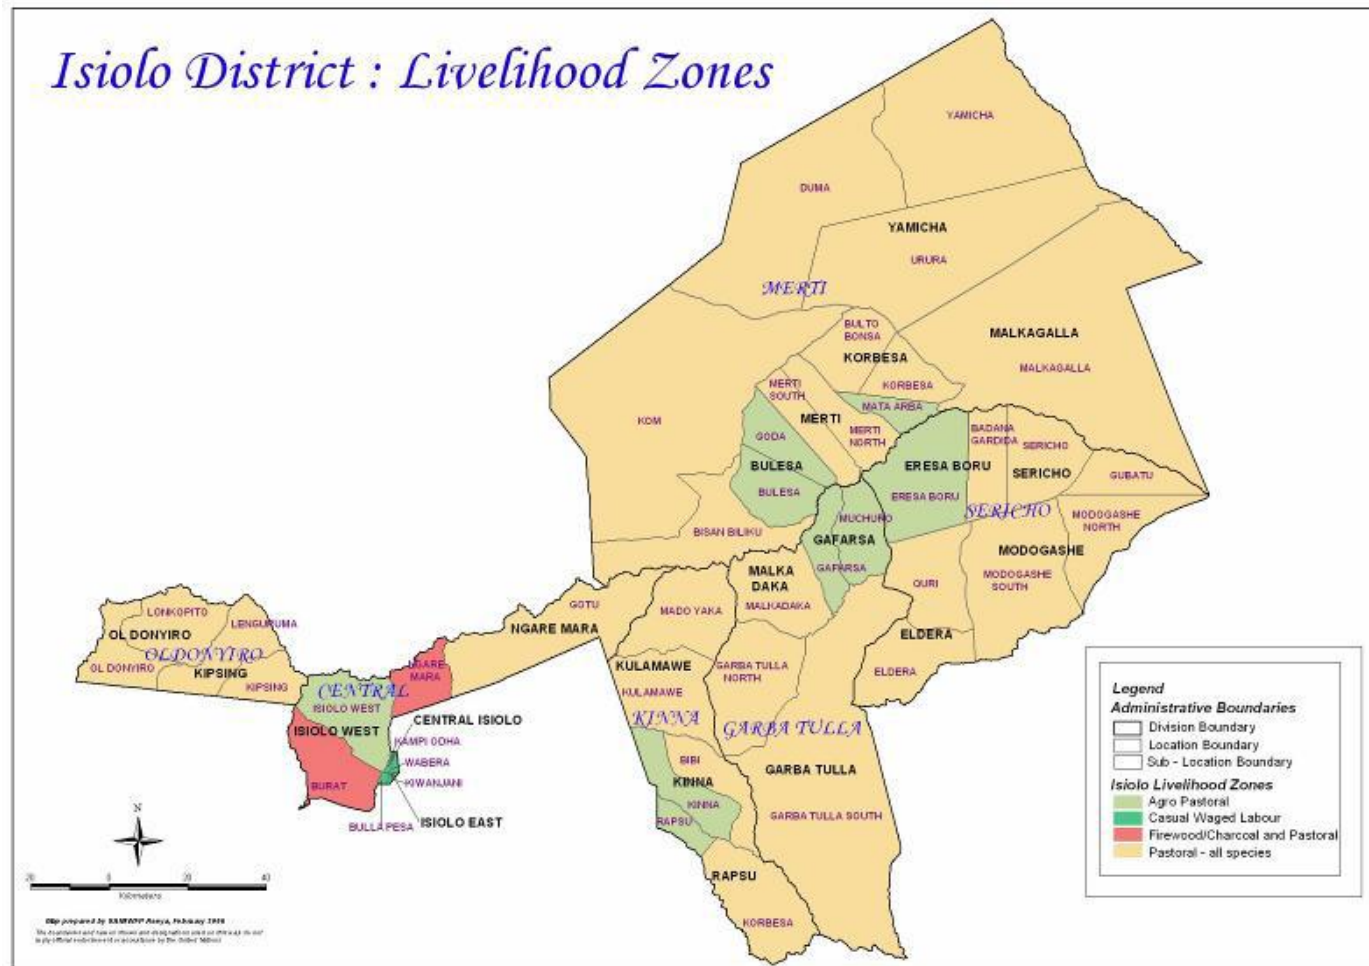 Isiolo District : Livelihood Zones
YAMICHA
DUMA
YAMICHA
URURA
MERTI
BULTO
BONSA
MALKAGALLA
KORBESA
MALKAGALLA
MERTI
SOUTH
KORBESA
MATA ARBA
KOM
MERTI
GODA
MERTI
NORTH
BADANA
GARDIDA
SERICHO
BULESA
ERESA BORU
SERICHO
GUBATU
BULESA
ERESA BORU
SERICHO
MUCHURO
MODOGASHE
NORTH
BISAN BILIKU
GAFARSA
MODOGASHE
GAFARSA
MALKA
DAKA
MODOGASHE
SOUTH
QURI
MALKADAKA
GOTU
MADO YAKA
LONKOPITO
LENGURUMA
NGARE MARA
OL DONYIRO
ELDERA
OLDONYIRO
OL DONYIRO
KIPSING
KIPSING
NGARE
MARA
KULAMAWE
GARBA TULLA
NORTH
ELDERA
CENTRAL
KULAMAWE
ISIOLO WEST
KINNA
GARBA TULLA
CENTRAL ISIOLO
ISIOLO WEST
KAMPI ODHA
WABERA
BIBI
GARBA TULLA
KIWANJANI
KINNA
BURAT
KINNA
RAPSU
GARBA TULLA SOUTH
BULLA PESA
ISIOLO EAST
RAPSU
KORBESA
N
20 0 20 40
Kilometers
Legend
Administrative Boundaries
Division Boundary
Location Boundary
Sub - Location Boundary
Isiolo Livelihood Zones
Agro Pastoral
Casual Waged Labour
Firewood/Charcoal and Pastoral
Pastoral - all species